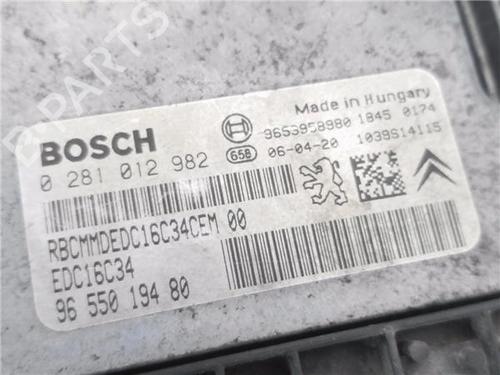 Made in Hungary
BOSCH
9653958980 1845 0174
0 281 012 982
658 06-04-20 1039S14115
RBCMMDEDC16C34CEM 00
EDC16C34
96 550 194 80